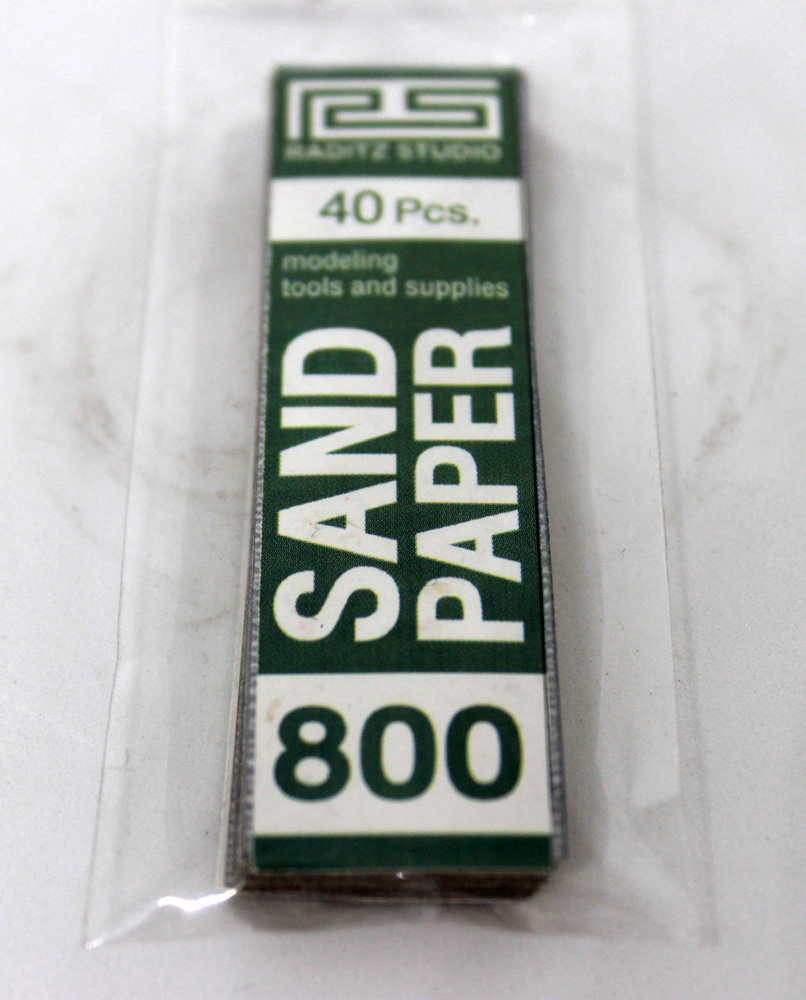 RADITZ STUDIO
40 Pcs.
modeling
tools and supplies
SAND
PAPER
800